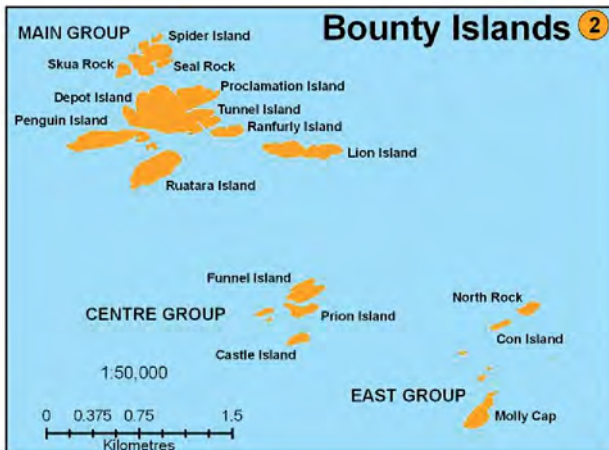 Bounty Islands 2
MAIN GROUP
Spider Island
Skua Rock
Seal Rock
Depot Island
Proclamation Island
Tunnel Island
Penguin Island
Ranfurly Island
Lion Island
Ruatara Island
Funnel Island
CENTRE GROUP
Prion Island
Castle Island
North Rock
Con Island
EAST GROUP
Molly Cap
1:50,000
0 0.375 0.75 1.5
Kilometres